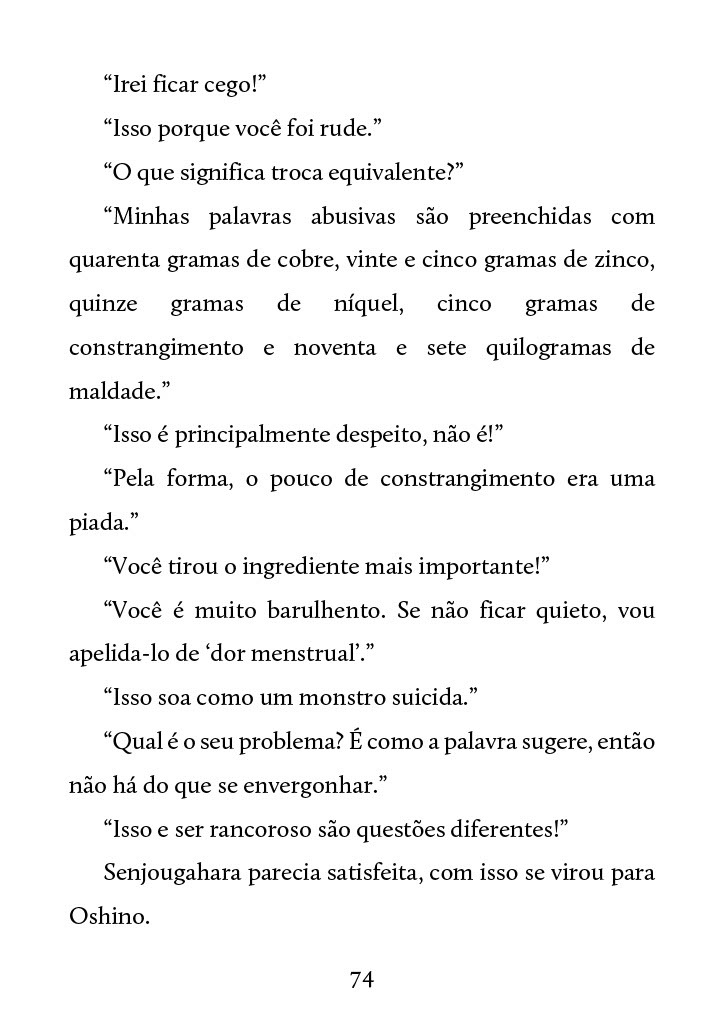 “Irei ficar cego!”
“Isso porque você foi rude.”
“O que significa troca equivalente?”
“Minhas palavras abusivas são preenchidas com
quarenta gramas de cobre, vinte e cinco gramas de zinco,
quinze gramas de níquel, cinco gramas de
constrangimento e noventa e sete quilogramas de
maldade.”
“Isso é principalmente despeito, não é!”
“Pela forma, o pouco de constrangimento era uma
piada.”
“Você tirou o ingrediente mais importante!”
“Você é muito barulhento. Se não ficar quieto, vou
apelida-lo de ‘dor menstrual’.”
“Isso soa como um monstro suicida.”
“Qual é o seu problema? É como a palavra sugere, então
não há do que se envergonhar.”
“Isso e ser rancoroso são questões diferentes!”
Senjougahara parecia satisfeita, com isso se virou para
Oshino.
74